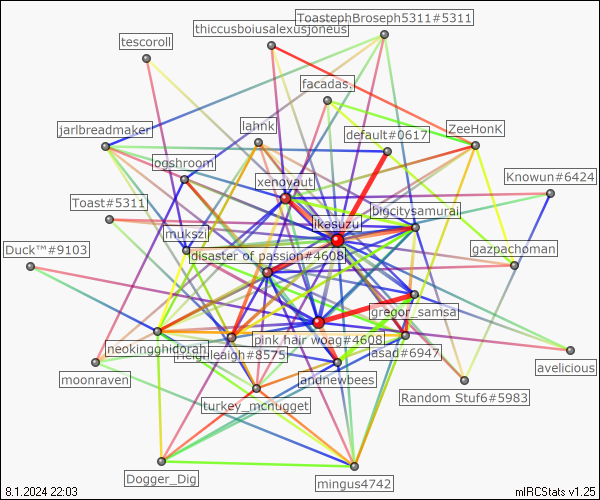 ToastephBroseph5311#5311
thiccusboiusalexusjoneus
tescoroll
facadas.
lahnk
default#0617
ZeeHonK
jarlbreadmaker
ogshroom
xenovaut
Knowun#6424
Toast#5311
ikasuzu
bigcitysamurai
mukszi
Duck™#9103
disaster of passion#4608
gazpachoman
gregor_samsa
pink hair woag#4608
neokingghidorah
#8575
asad#6947
avelicious
moonraven
andnewbees
Random Stuf6#5983
turkey_mcnugget
Dogger_Dig
mingus4742
8.1.2024 22:03
mIRCStats v1.25